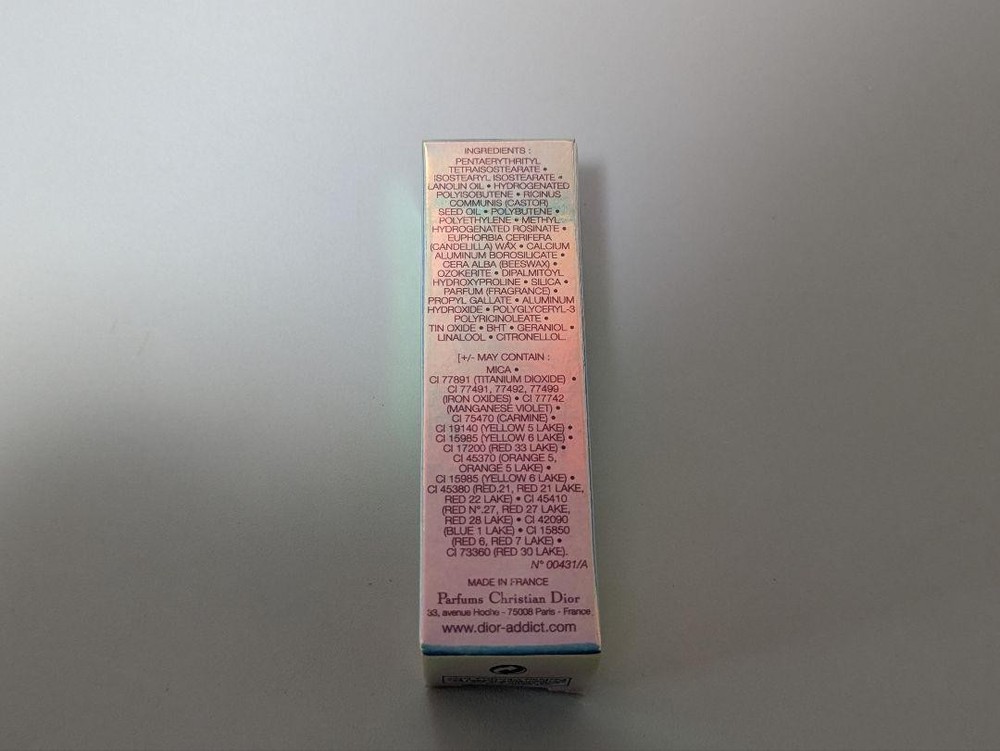 INGREDIENTS :
PENTAERYTHRITYL
TETRAISOSTEARATE •
ISOSTEARYL ISOSTEARATE •
LANOLIN OIL • HYDROGENATED
POLYISOBUTENE • RICINUS
COMMUNIS (CASTOR)
SEED OIL • POLYBUTENE •
POLYETHYLENE • METHYL
HYDROGENATED ROSINATE •
EUPHORBIA CERIFERA
(CANDELILLA) WAX • CALCIUM
ALUMINUM BOROSILICATE •
CERA ALBA (BEESWAX) •
OZOKERITE • DIPALMITOYL
HYDROXYPROLINE • SILICA •
PARFUM (FRAGRANCE) •
PROPYL GALLATE • ALUMINUM
HYDROXIDE • POLYGLYCERYL-3
POLYRICINOLEATE •
TIN OXIDE • BHT • GERANIOL •
LINALOOL • CITRONELLOL.
[+/- MAY CONTAIN :
MICA •
CI 77891 (TITANIUM DIOXIDE) •
CI 77491, 77492, 77499
(IRON OXIDES) • CI 77742
(MANGANESE VIOLET) •
CI 75470 (CARMINE) •
CI 19140 (YELLOW 5 LAKE) •
CI 15985 (YELLOW 6 LAKE) •
CI 17200 (RED 33 LAKE) •
CI 45370 (ORANGE 5,
ORANGE 5 LAKE) •
CI 15985 (YELLOW 6 LAKE) •
CI 45380 (RED.21, RED 21 LAKE,
RED 22 LAKE) • CI 45410
(RED N°.27, RED 27 LAKE,
RED 28 LAKE) • CI 42090
(BLUE 1 LAKE) • CI 15850
(RED 6, RED 7 LAKE) •
CI 73360 (RED 30 LAKE).
N° 00431/A
MADE IN FRANCE
Parfums Christian Dior
33, avenue Hoche - 75008 Paris - France
www.dior-addict.com